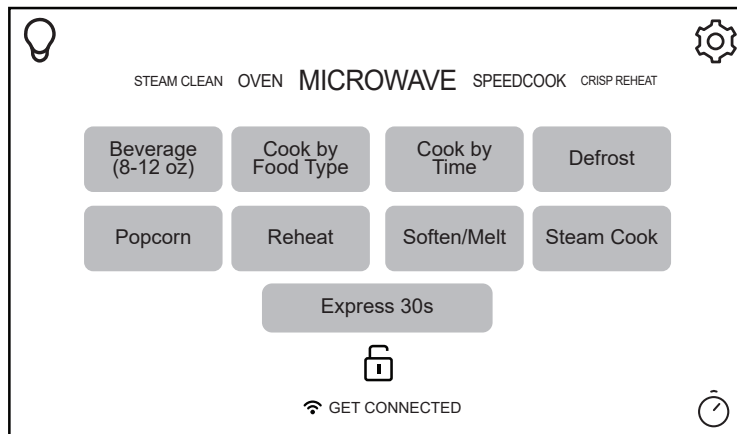 STEAM CLEAN OVEN MICROWAVE SPEEDCOOK CRISP REHEAT
Beverage
(8-12 oz)
Cook by
Food Type
Cook by
Time
Defrost
Popcorn
Reheat
Soften/Melt
Steam Cook
Express 30s
GET CONNECTED